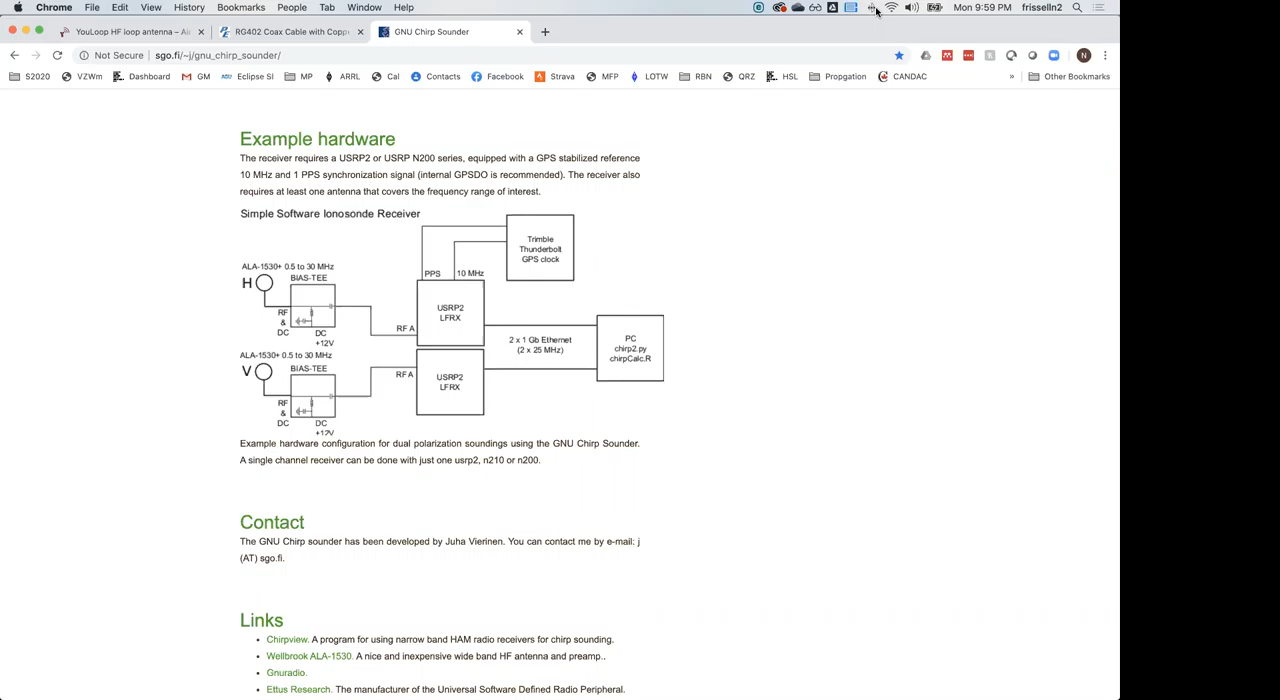 Chrome File Edit View History Bookmarks People Tab Window Help Mon 9:59 PM frisselln2
YouLoop HF loop antenna – Air
RG402 Coax Cable with Coppe
GNU Chirp Sounder
Not Secure sgo.fi/~j/gnu_chirp_sounder/
S2020 VZWm Dashboard GM Eclipse SI MP ARRL Cal Contacts Facebook Strava MFP LOTW RBN QRZ HSL Propgation CANDAC » Other Bookmarks
Example hardware
The receiver requires a USRP2 or USRP N200 series, equipped with a GPS stabilized reference
10 MHz and 1 PPS synchronization signal (internal GPSDO is recommended). The receiver also
requires at least one antenna that covers the frequency range of interest.
Simple Software Ionosonde Receiver
Trimble
Thunderbolt
GPS clock
PPS 10 MHz
ALA-1530+ 0.5 to 30 MHz
BIAS-TEE
H
RF
&
DC
DC
+12V
RF A
USRP2
LFRX
2 x 1 Gb Ethernet
(2 x 25 MHz)
PC
chirp2.py
chirpCalc.R
ALA-1530+ 0.5 to 30 MHz
BIAS-TEE
V
RF
&
DC
DC
+12V
RF A
USRP2
LFRX
Example hardware configuration for dual polarization soundings using the GNU Chirp Sounder.
A single channel receiver can be done with just one usrp2, n210 or n200.
Contact
The GNU Chirp sounder has been developed by Juha Vierinen. You can contact me by e-mail: j
(AT) sgo.fi.
Links
• Chirpview. A program for using narrow band HAM radio receivers for chirp sounding.
• Wellbrook ALA-1530. A nice and inexpensive wide band HF antenna and preamp..
• Gnuradio.
• Ettus Research. The manufacturer of the Universal Software Defined Radio Peripheral.